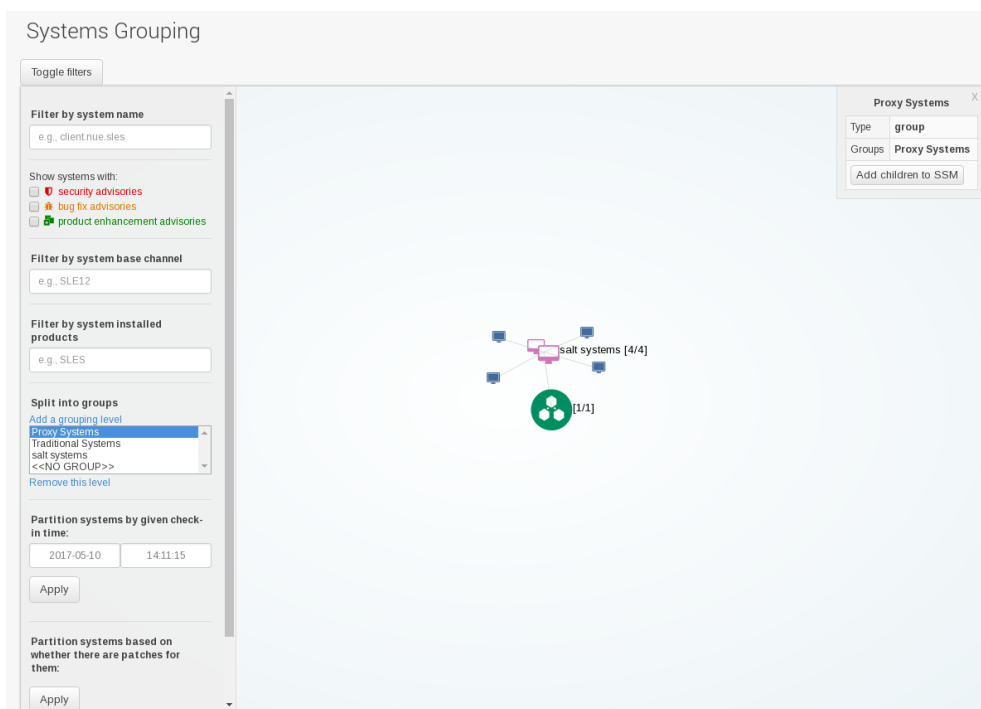 Systems Grouping
Toggle filters
Filter by system name
e.g., client.nue.sles
Show systems with:
security advisories
bug fix advisories
product enhancement advisories
Filter by system base channel
e.g., SLE12
Filter by system installed
products
e.g., SLES
Split into groups
Add a grouping level
Proxy Systems
Traditional Systems
salt systems
<<NO GROUP>>
Remove this level
Partition systems by given check-
in time:
2017-05-10 14:11:15
Apply
Partition systems based on
whether there are patches for
them:
Apply
salt systems [4/4]
[1/1]
Proxy Systems X
Type group
Groups Proxy Systems
Add children to SSM